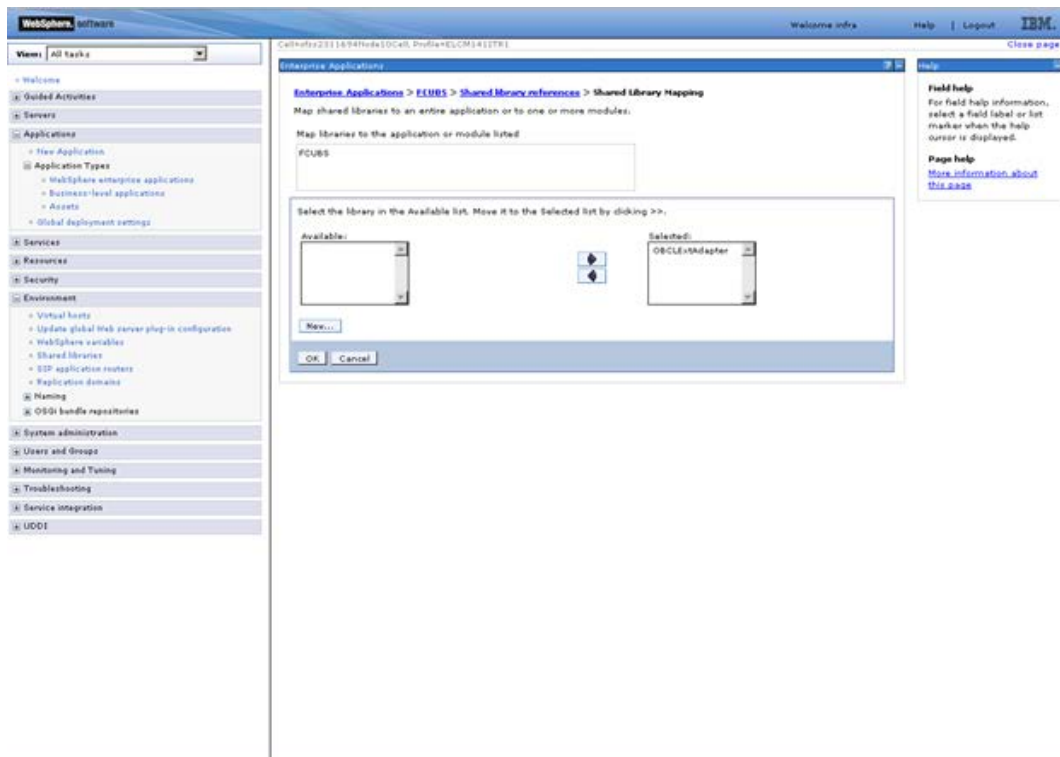 WebSphere. software
Welcome infra
Help | Logout
IBM.
View: All tasks
Close page
Welcome
Guided Activities
Servers
Applications
New Application
Application Types
WebSphere enterprise applications
Business-level applications
Assets
Global deployment settings
Services
Resources
Security
Environment
Virtual hosts
Update global Web server plug-in configuration
WebSphere variables
Shared libraries
SIP application routers
Replication domains
Naming
OSGi bundle repositories
System administration
Users and Groups
Monitoring and Tuning
Troubleshooting
Service integration
UDDI
Enterprise Applications
Enterprise Applications > FCUBS > Shared library references > Shared Library Mapping
Map shared libraries to an entire application or to one or more modules.
Map libraries to the application or module listed
FCUBS
Select the library in the Available list. Move it to the Selected list by clicking >>.
Available:
Selected:
OBCLExtAdapter
New...
OK
Cancel
Help
Field help
For field help information,
select a field label or list
marker when the help
cursor is displayed.
Page help
More information about
this page